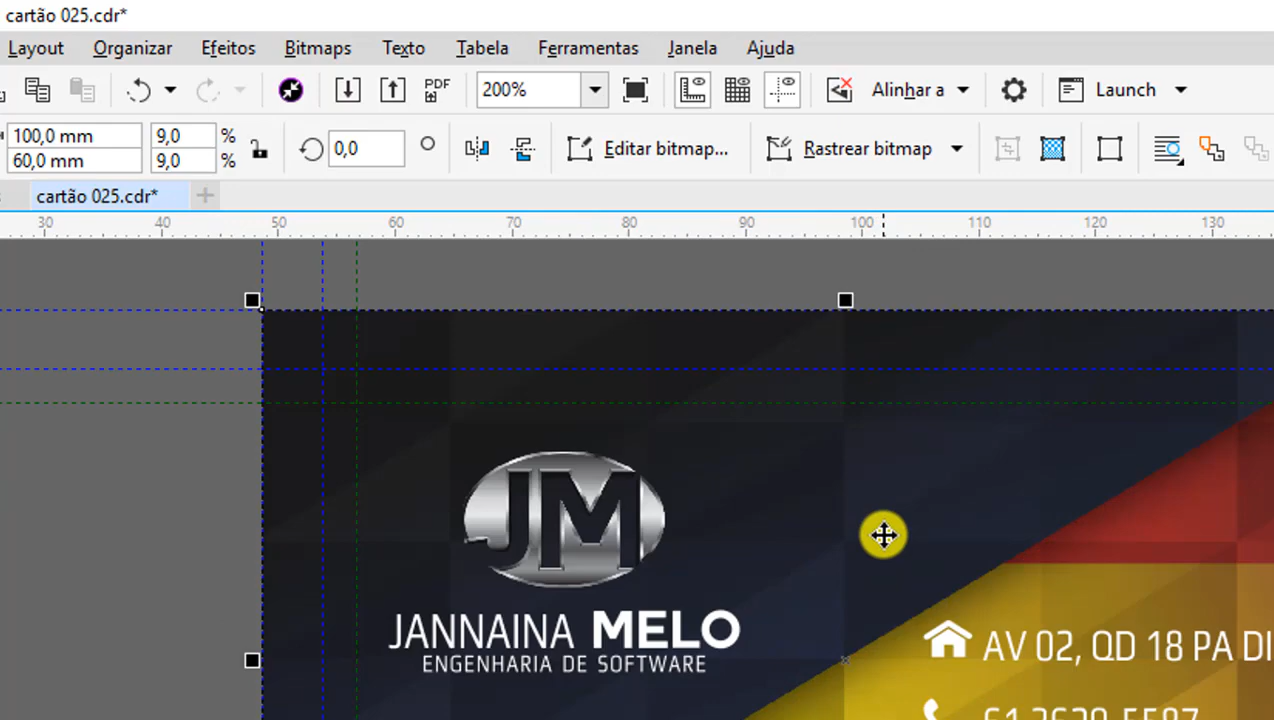 cartão 025.cdr*
Layout Organizar Efeitos Bitmaps Texto Tabela Ferramentas Janela Ajuda
PDF 200% Alinhar a Launch
100,0 mm 9,0 % 0,0 Editar bitmap... Rastrear bitmap
60,0 mm 9,0 %
cartão 025.cdr*
30 40 50 60 70 80 90 100 110 120 130
JM
JANNAINA MELO
ENGENHARIA DE SOFTWARE
AV 02, QD 18 PA DI